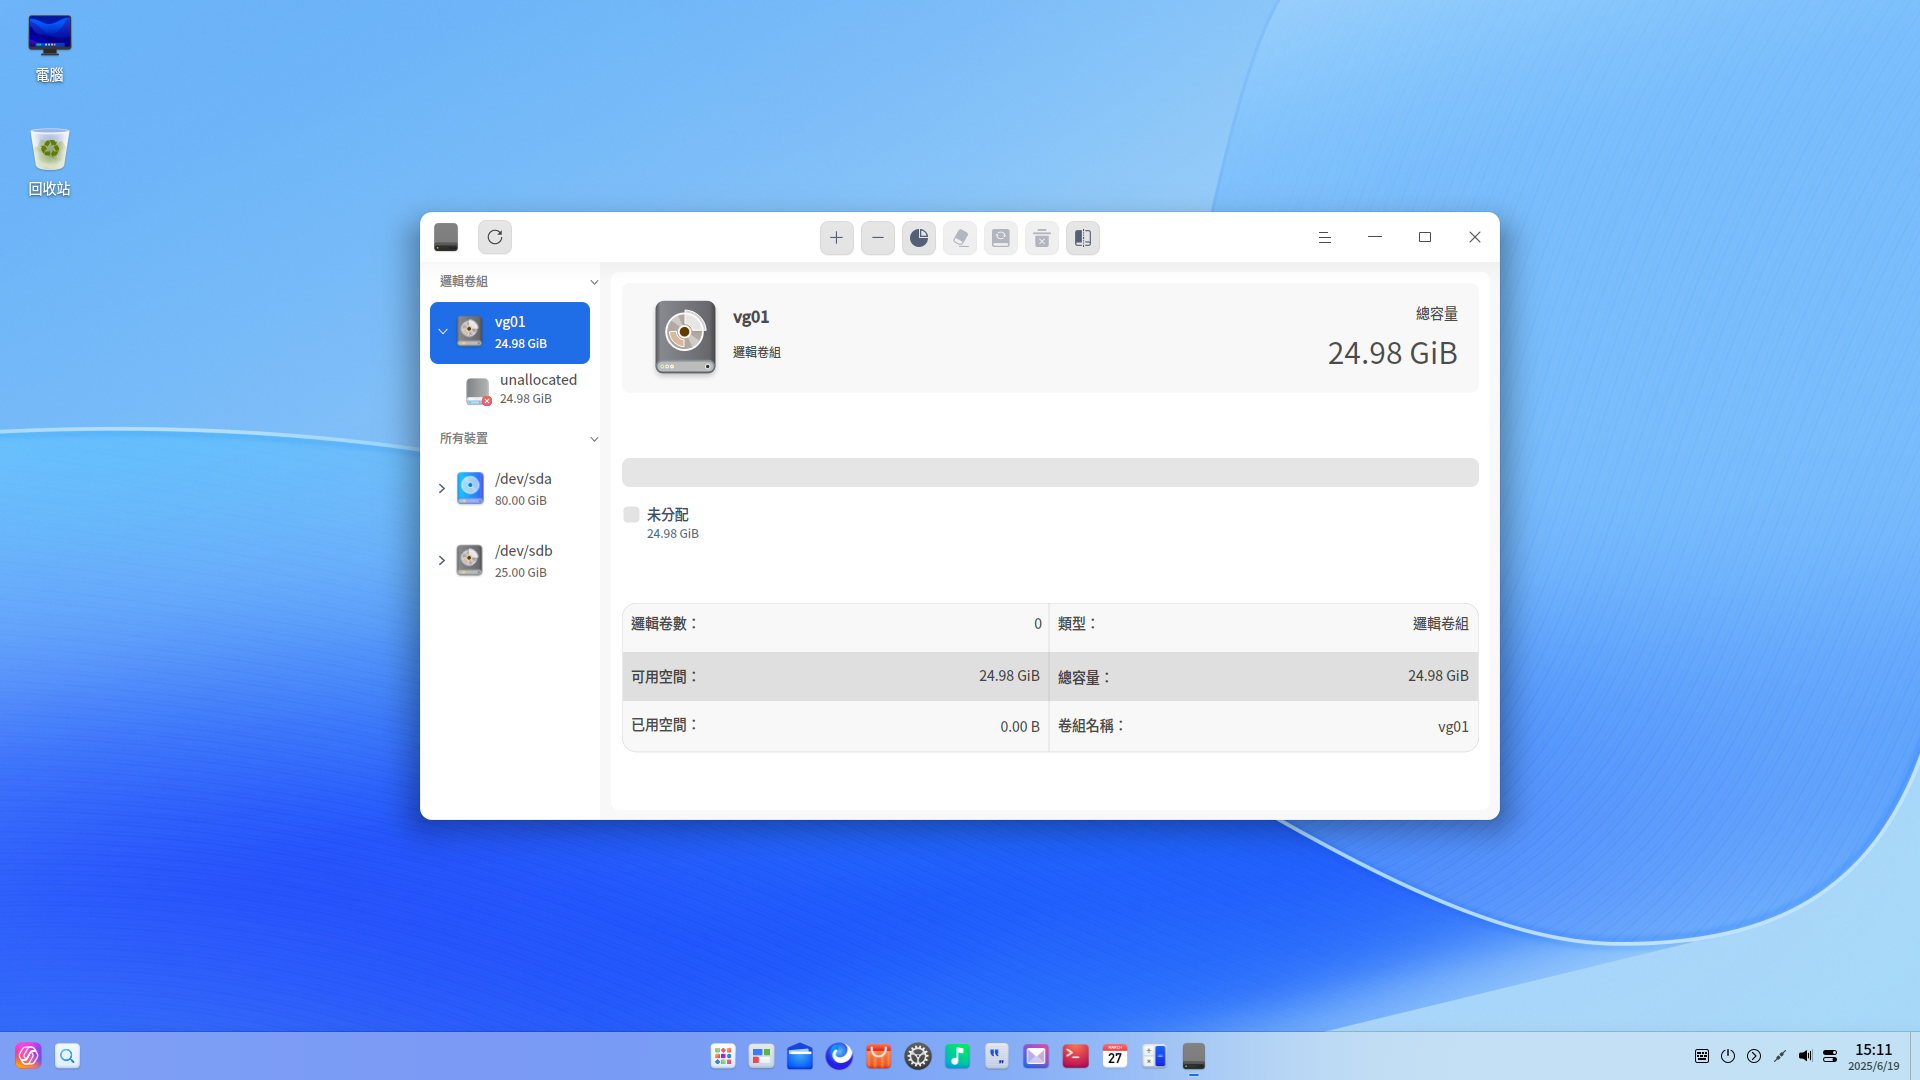 電腦
回收站
邏輯卷組
vg01
24.98 GiB
unallocated
24.98 GiB
所有裝置
/dev/sda
80.00 GiB
/dev/sdb
25.00 GiB
vg01
邏輯卷組
總容量
24.98 GiB
未分配
24.98 GiB
邏輯卷數：
0
類型：
邏輯卷組
可用空間：
24.98 GiB
總容量：
24.98 GiB
已用空間：
0.00 B
卷組名稱：
vg01
MARCH
27
15:11
2025/6/19